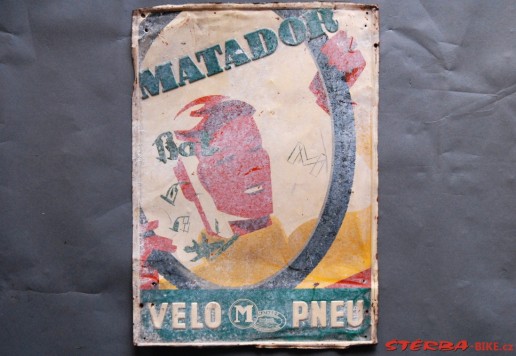 MATADOR
VELO M PNEU
STERBA-BIKE.cz